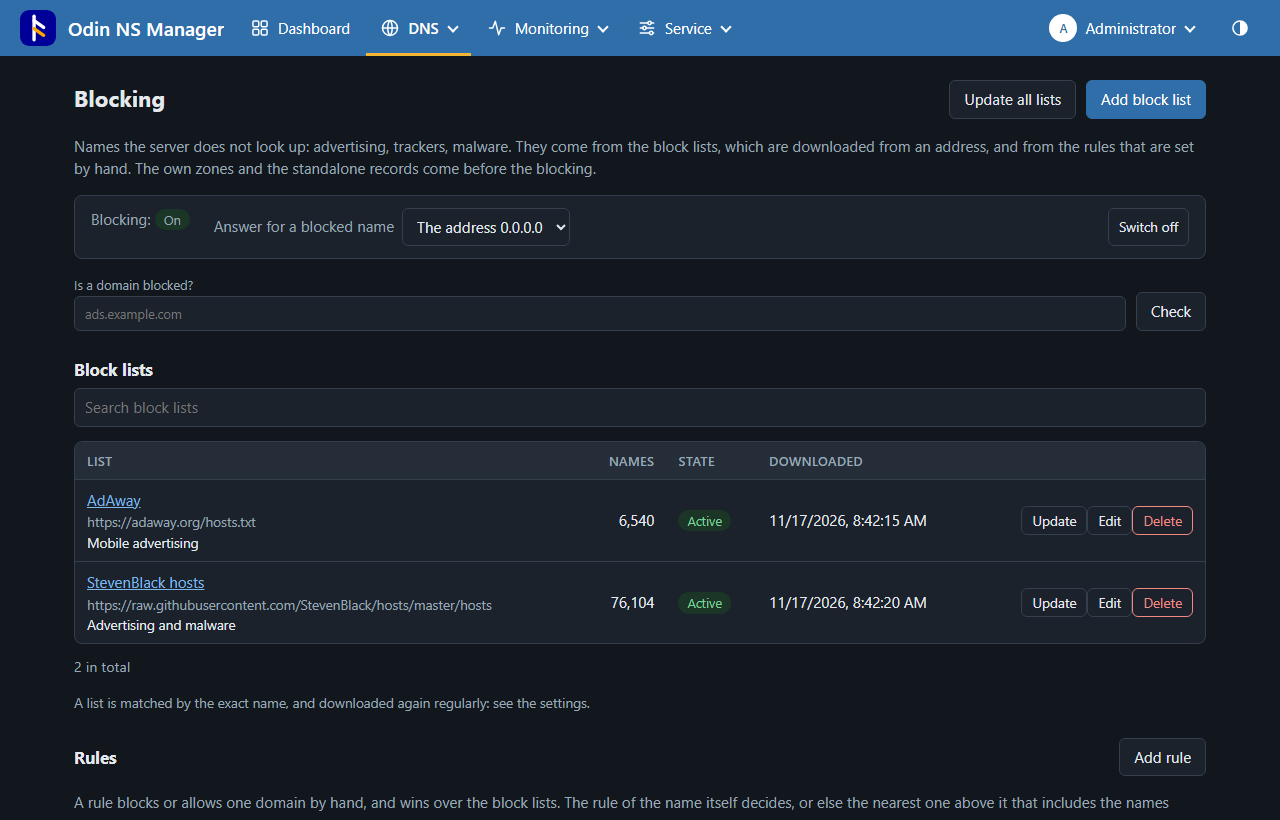 Odin NS Manager Dashboard DNS Monitoring Service A Administrator
Blocking Update all lists Add block list
Names the server does not look up: advertising, trackers, malware. They come from the block lists, which are downloaded from an address, and from the rules that are set
by hand. The own zones and the standalone records come before the blocking.
Blocking: On Answer for a blocked name The address 0.0.0.0 Switch off
Is a domain blocked?
ads.example.com Check
Block lists
Search block lists
LIST NAMES STATE DOWNLOADED
AdAway
https://adaway.org/hosts.txt
Mobile advertising
6,540 Active 11/17/2026, 8:42:15 AM Update Edit Delete
StevenBlack hosts
https://raw.githubusercontent.com/StevenBlack/hosts/master/hosts
Advertising and malware
76,104 Active 11/17/2026, 8:42:20 AM Update Edit Delete
2 in total
A list is matched by the exact name, and downloaded again regularly: see the settings.
Rules Add rule
A rule blocks or allows one domain by hand, and wins over the block lists. The rule of the name itself decides, or else the nearest one above it that includes the names